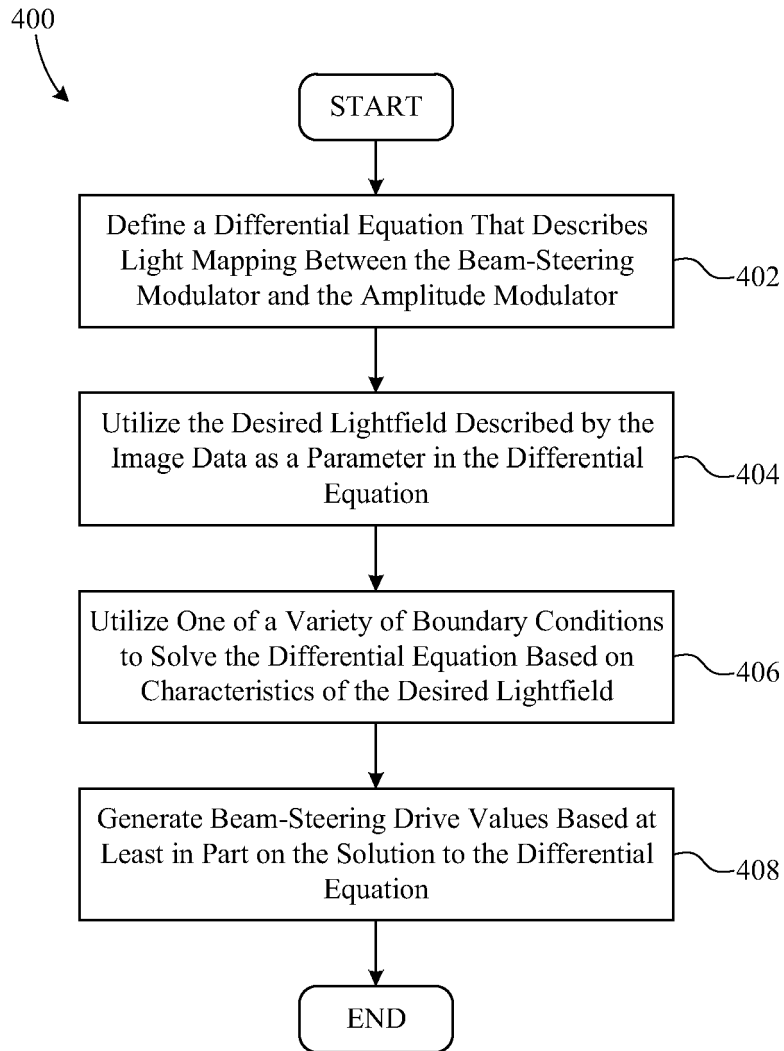 400
START
Define a Differential Equation That Describes
Light Mapping Between the Beam-Steering
Modulator and the Amplitude Modulator
402
Utilize the Desired Lightfield Described by the
Image Data as a Parameter in the Differential
Equation
404
Utilize One of a Variety of Boundary Conditions
to Solve the Differential Equation Based on
Characteristics of the Desired Lightfield
406
Generate Beam-Steering Drive Values Based at
Least in Part on the Solution to the Differential
Equation
408
END